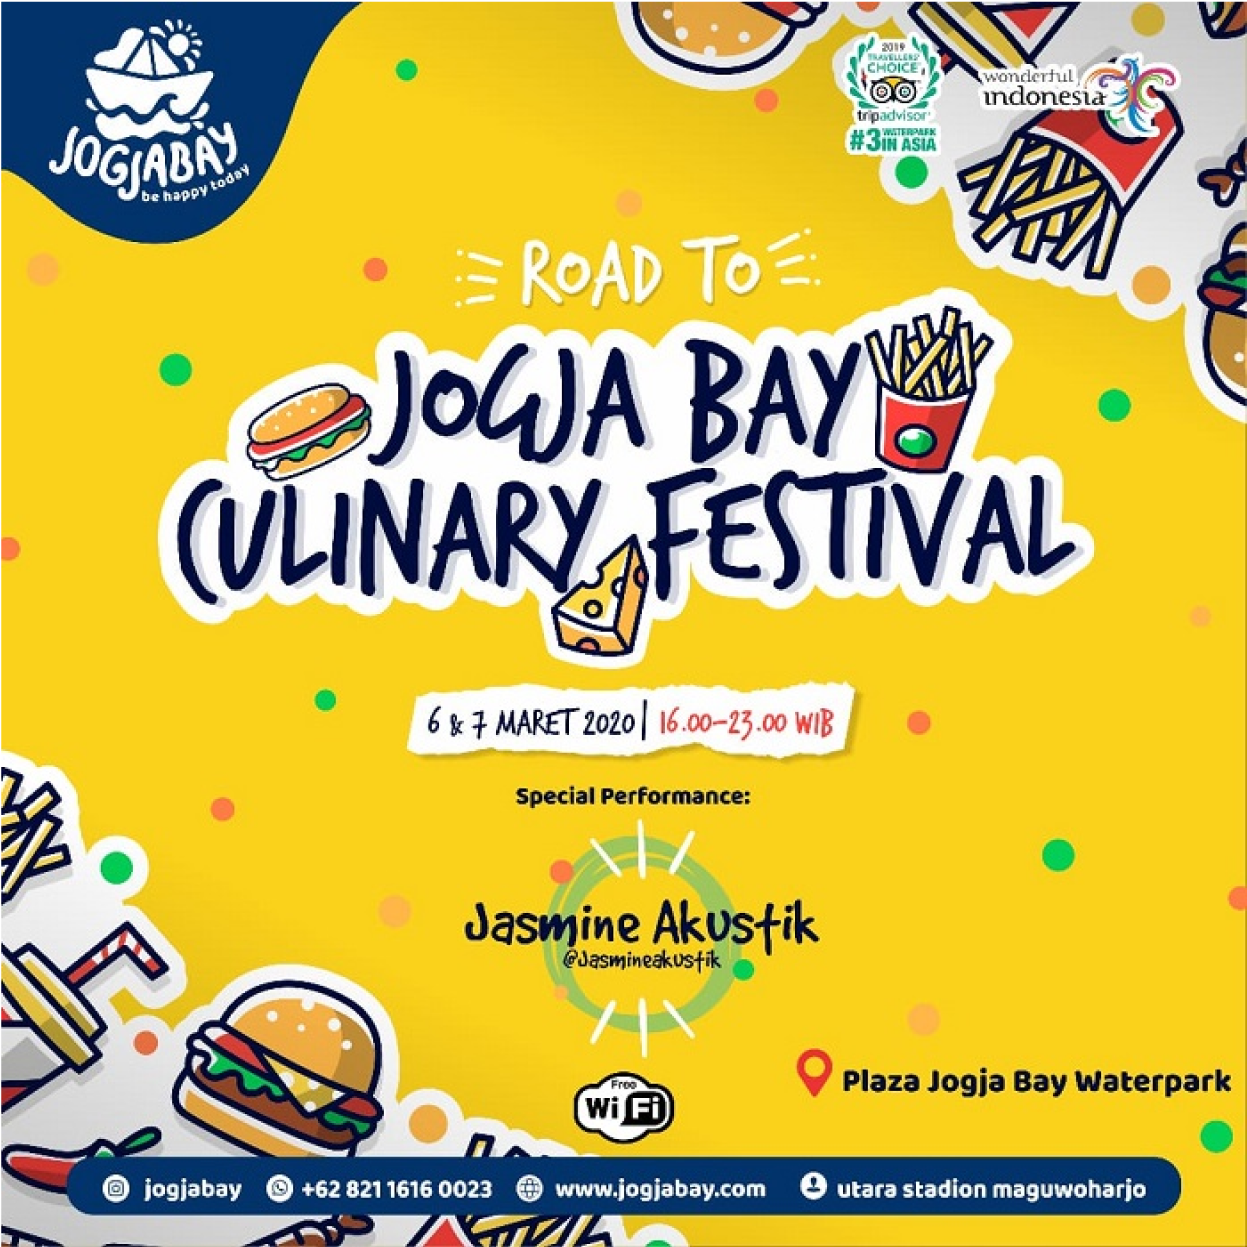 JOGJABAY
be happy today
2019
TRAVELLERS'
CHOICE
tripadvisor
#3 WATERPARK
IN ASIA
wonderful
indonesia
ROAD TO
JOGJA BAY
CULINARY FESTIVAL
6 & 7 MARET 2020 | 16.00-23.00 WIB
Special Performance:
Jasmine Akustik
@Jasmineakustik
Free
Wi Fi
Plaza Jogja Bay Waterpark
jogjabay +62 821 1616 0023 www.jogjabay.com utara stadion maguwoharjo